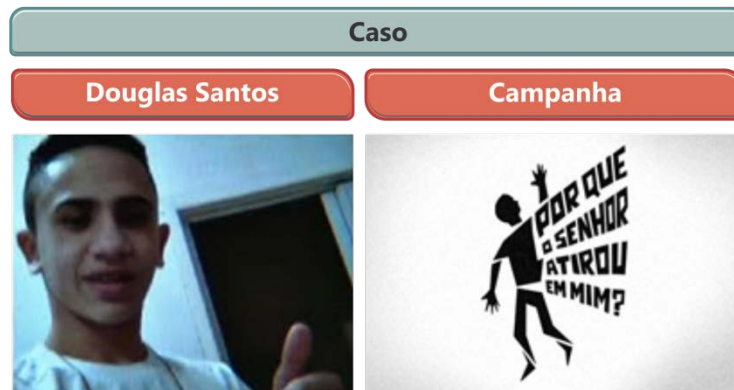 Caso
Douglas Santos
Campanha
POR QUE
O SENHOR
ATIROU
EM MIM?